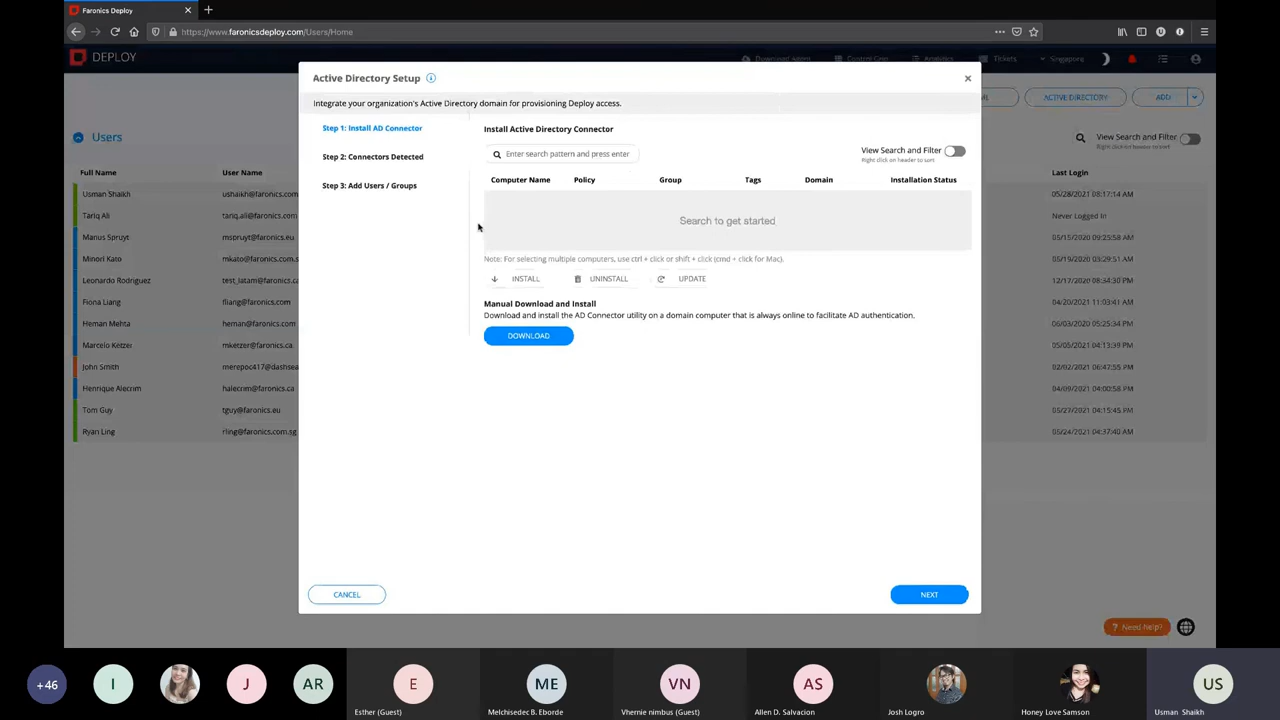 Faronics Deploy
https://www.faronicsdeploy.com/Users/Home
DEPLOY
Download Agent
Content Grid
Analytics
Tickets
Singapore
Active Directory Setup
Integrate your organization's Active Directory domain for provisioning Deploy access.
ACTIVE DIRECTORY
ADD
Step 1: Install AD Connector
Step 2: Connectors Detected
Step 3: Add Users / Groups
Install Active Directory Connector
Enter search pattern and press enter
View Search and Filter
Right click on header to sort
Computer Name Policy Group Tags Domain Installation Status
Search to get started
Note: For selecting multiple computers, use ctrl + click or shift + click (cmd + click for Mac).
INSTALL UNINSTALL UPDATE
Manual Download and Install
Download and install the AD Connector utility on a domain computer that is always online to facilitate AD authentication.
DOWNLOAD
CANCEL
NEXT
Users
View Search and Filter
Right click on header to sort
Full Name User Name Last Login
Usman Shaikh ushaikh@faronics.com 05/28/2021 08:17:14 AM
Tariq Ali tariq.ali@faronics.com Never Logged In
Manus Spruyt mspruyt@faronics.eu 05/15/2020 09:25:58 AM
Minori Kato mkato@faronics.com 05/15/2020 09:23:26 AM
Leonardo Rodriguez test_latam@faronics.com 12/17/2020 08:34:30 PM
Fiona Liang fliang@faronics.com 04/20/2021 11:03:41 AM
Heman Mehta heman@faronics.com 06/03/2020 05:25:34 PM
Marcelo Ketzer mketzer@faronics.ca 05/05/2021 04:13:39 PM
John Smith merepoc417@dashsea 02/02/2021 06:47:55 PM
Henrique Alecrim halecrim@faronics.ca 04/09/2021 04:00:58 PM
Tom Guy tguy@faronics.eu 05/27/2021 04:15:45 PM
Ryan Ling rling@faronics.com.sg 05/24/2021 04:37:40 AM
Need Help?
+46
I
J
AR
E
ME
VN
AS
US
Esther (Guest)
Melchisedec B. Eborde
Vhernie nimbus (Guest)
Allen D. Salvacion
Josh Logro
Honey Love Samson
Usman Shaikh